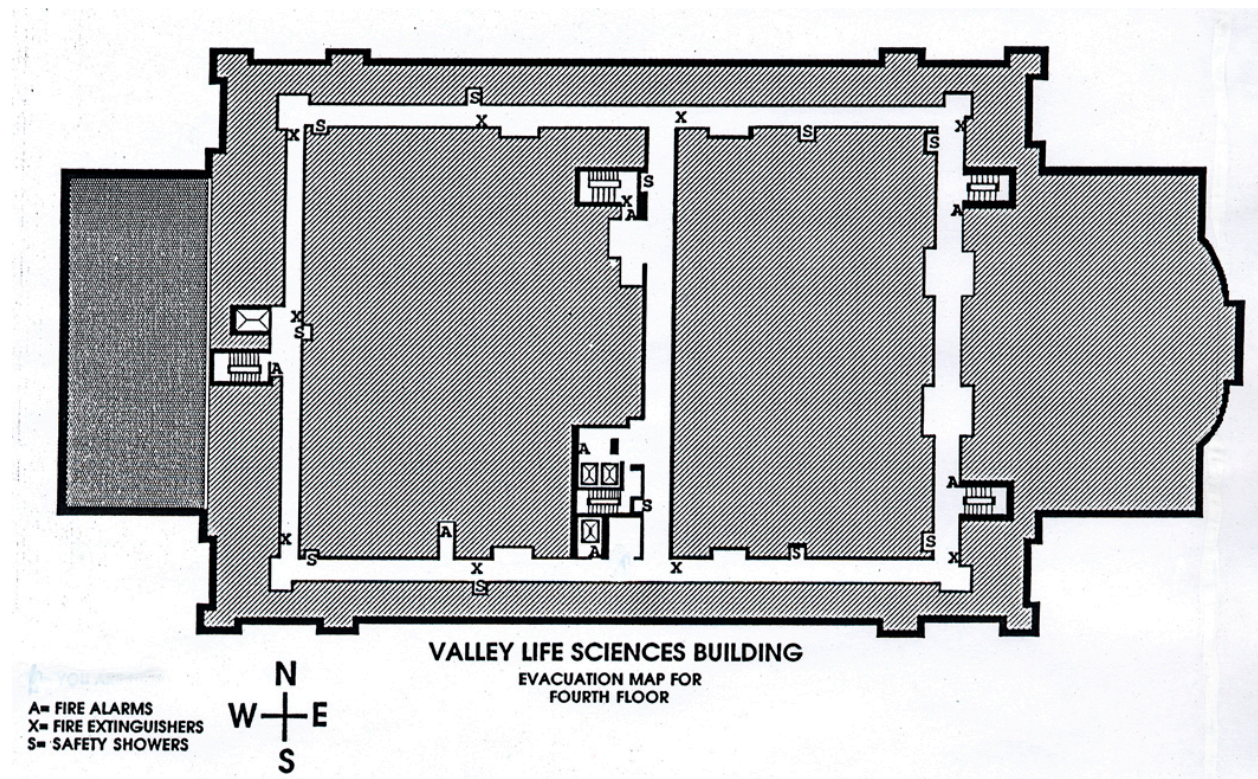 S
X X
X S S X
S
S
X
A A
X
S
A
A
A
S
A
X S
A
S S X
X X
S
VALLEY LIFE SCIENCES BUILDING
EVACUATION MAP FOR
FOURTH FLOOR
N
W E
S
A= FIRE ALARMS
X= FIRE EXTINGUISHERS
S= SAFETY SHOWERS